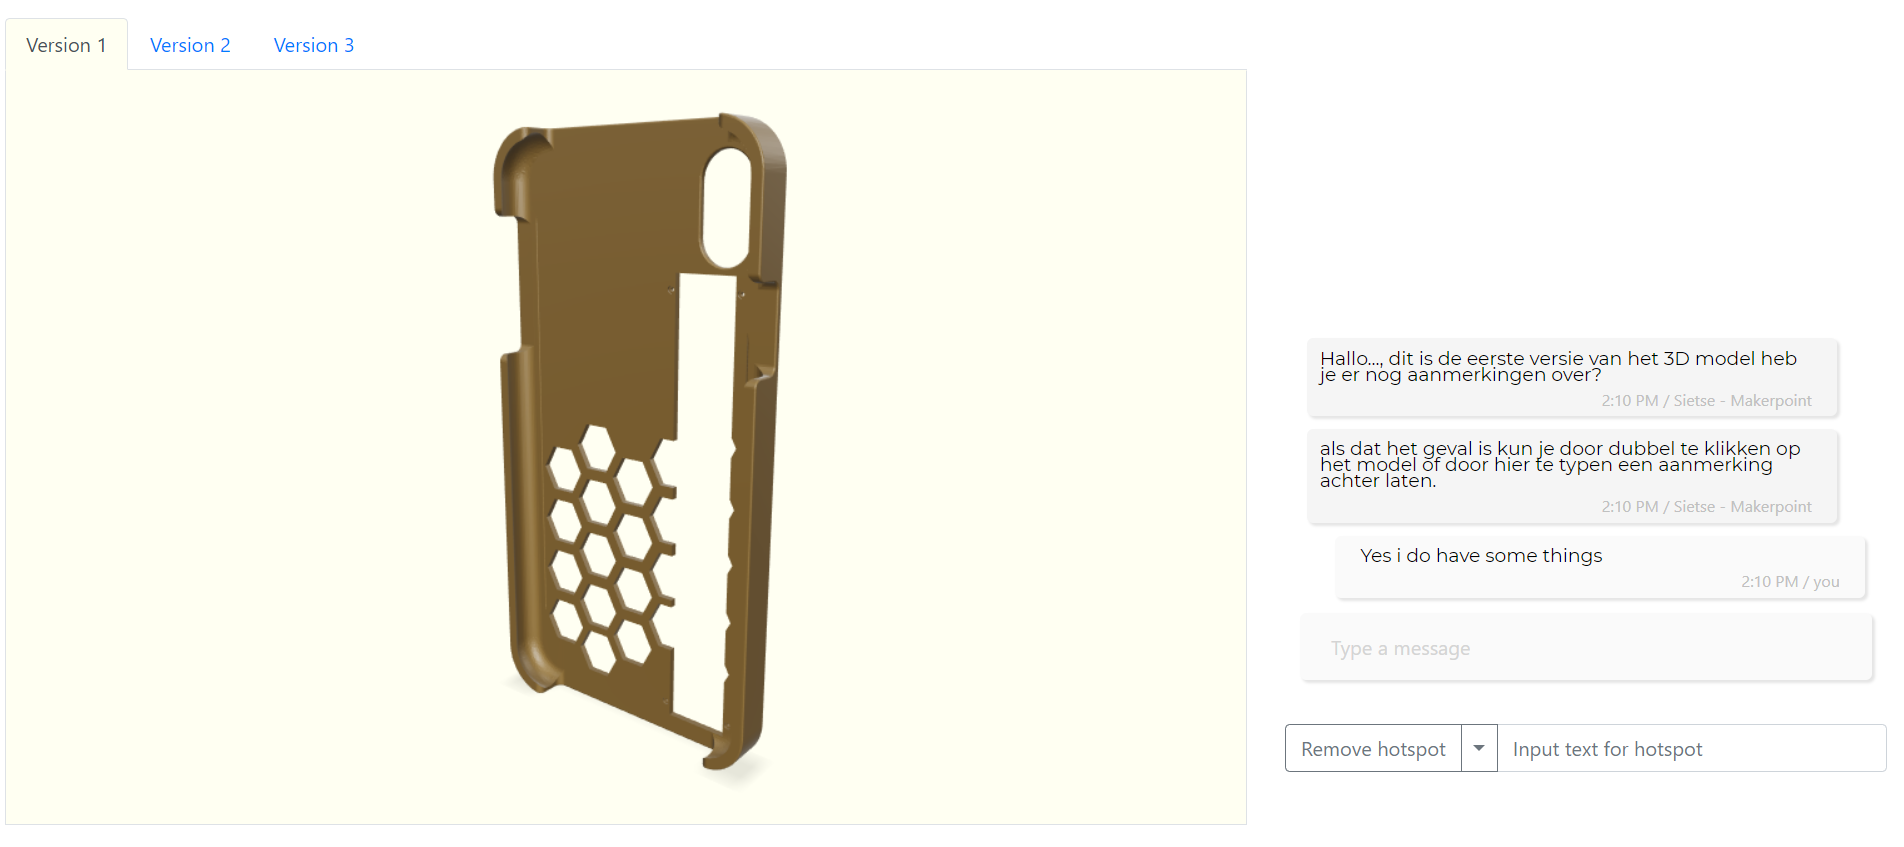 Version 1
Version 2
Version 3
Hallo..., dit is de eerste versie van het 3D model heb
je er nog aanmerkingen over?
2:10 PM / Sietse - Makerpoint
als dat het geval is kun je door dubbel te klikken op
het model of door hier te typen een aanmerking
achter laten.
2:10 PM / Sietse - Makerpoint
Yes i do have some things
2:10 PM / you
Type a message
Remove hotspot
Input text for hotspot